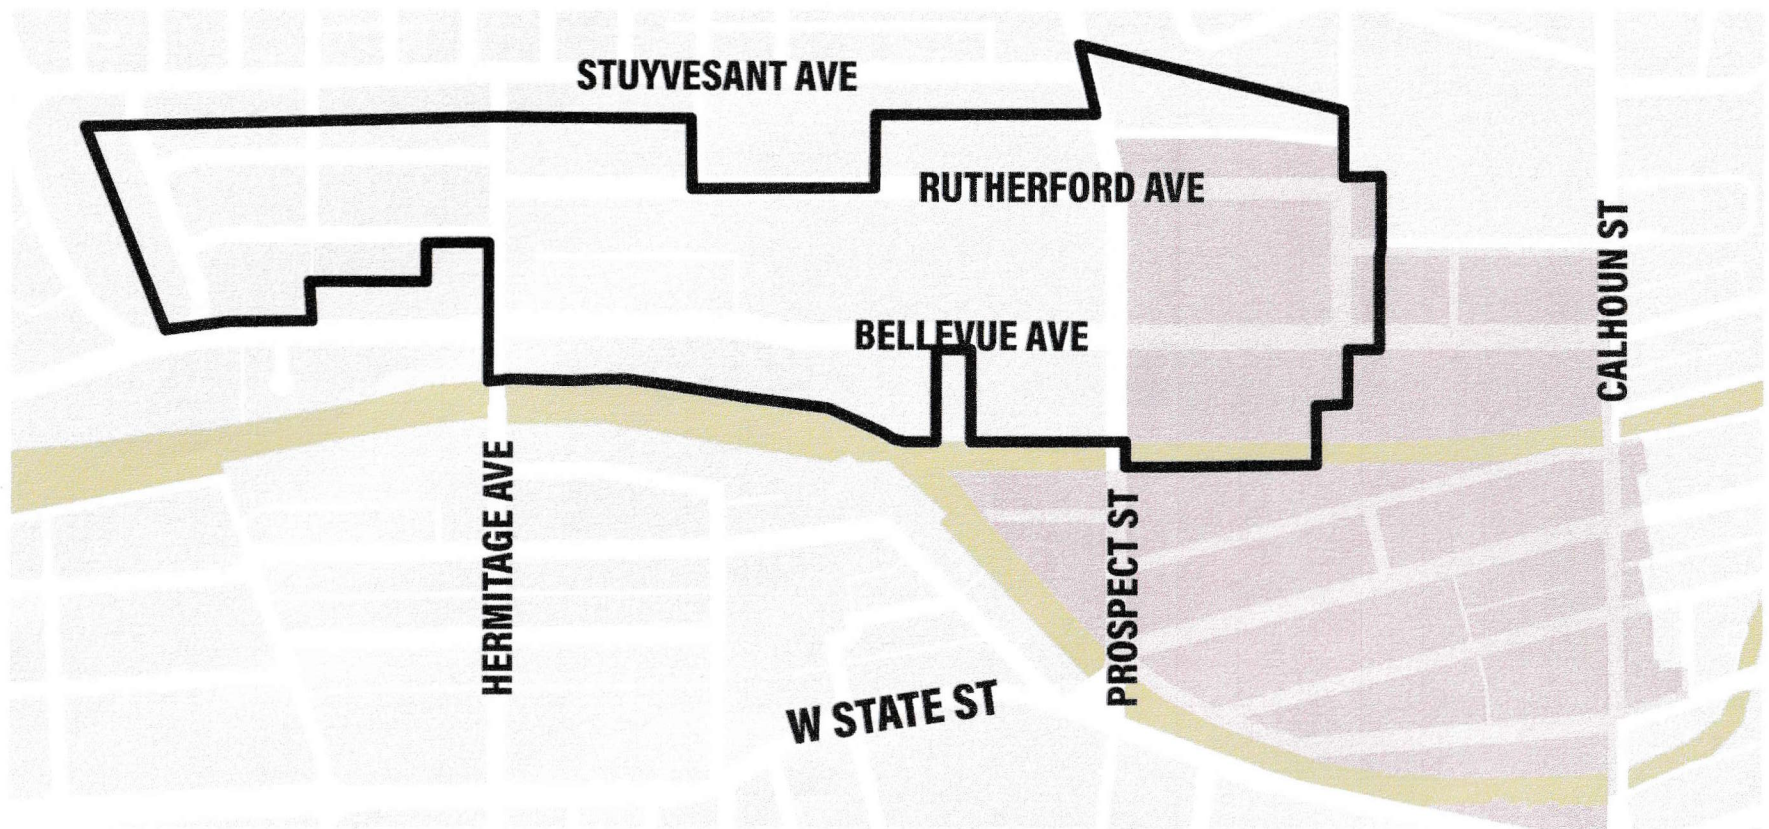 STUYVESANT AVE
RUTHERFORD AVE
CALHOUN ST
BELLEVUE AVE
HERMITAGE AVE
PROSPECT ST
W STATE ST